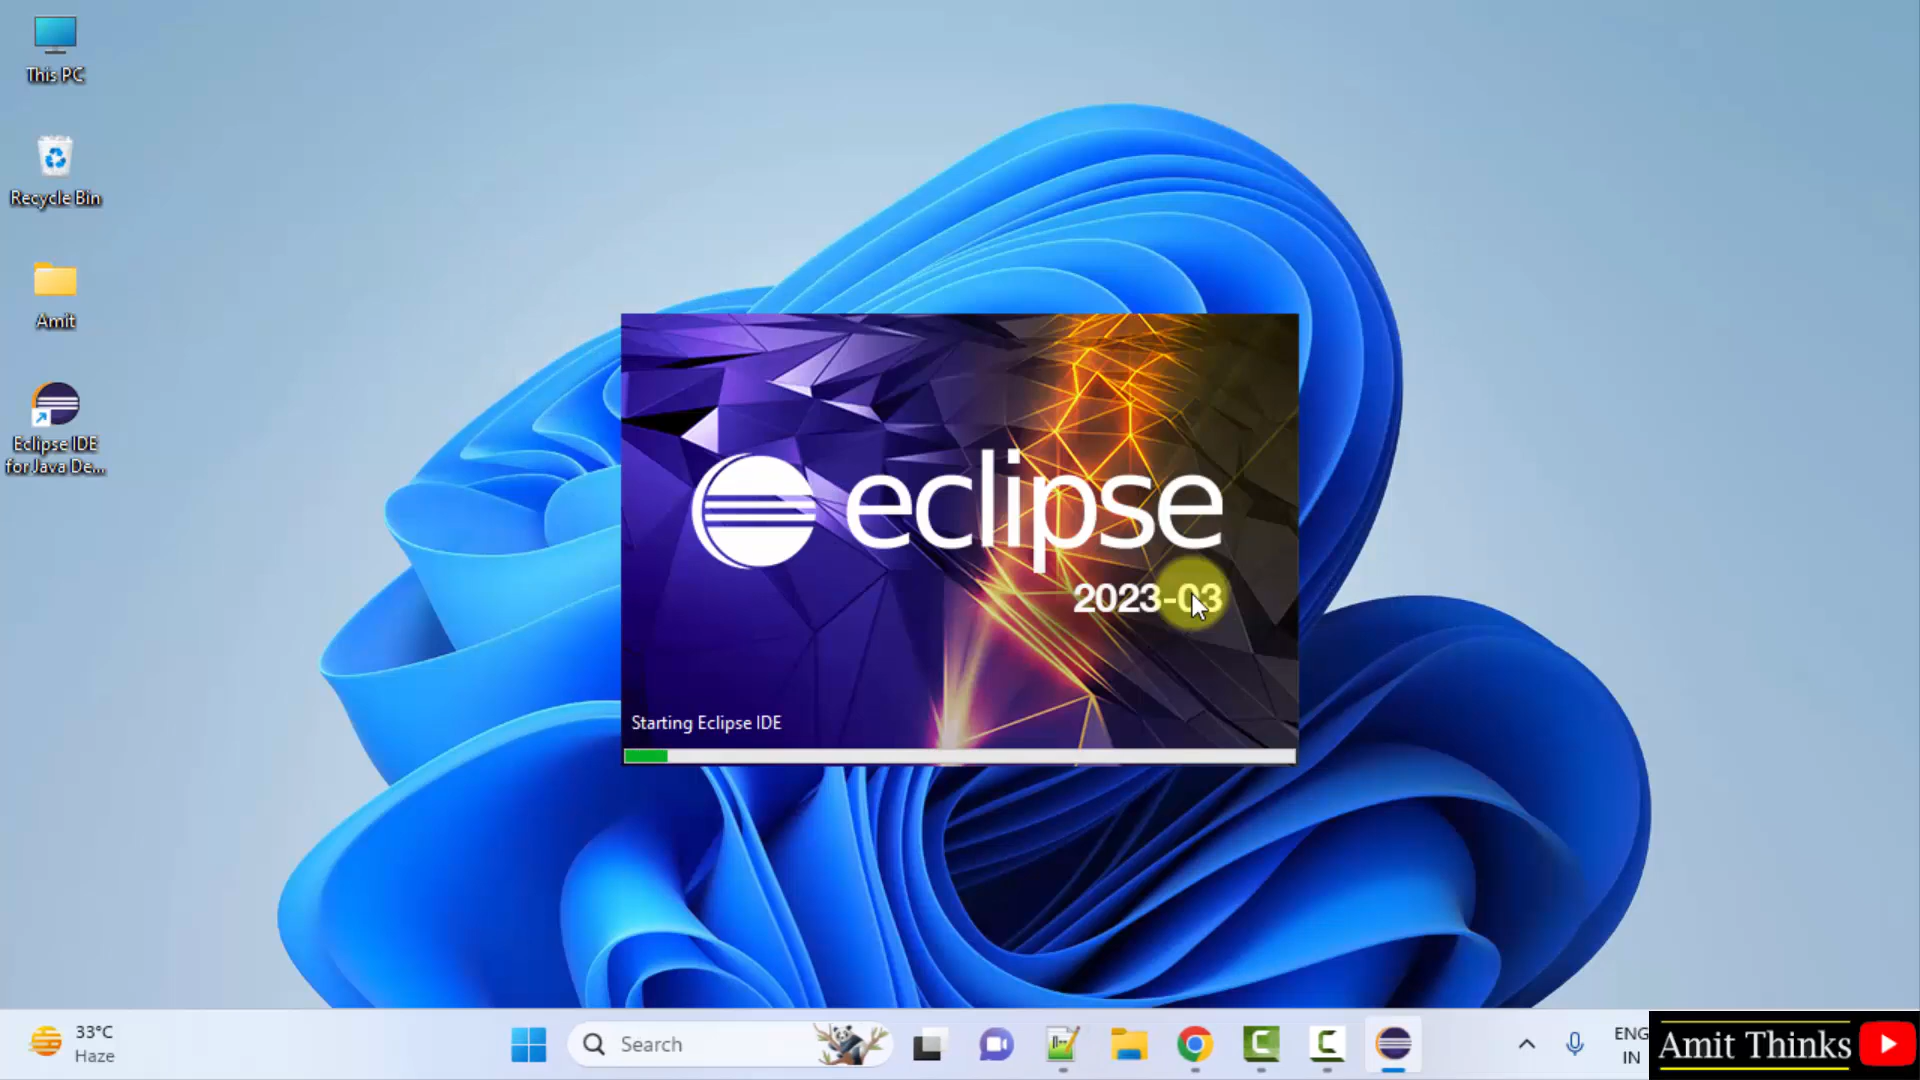 This PC
Recycle Bin
Amit
Eclipse IDE
for Java De...
eclipse
2023-03
Starting Eclipse IDE
33°C
Haze
Search
ENG
IN
Amit Thinks